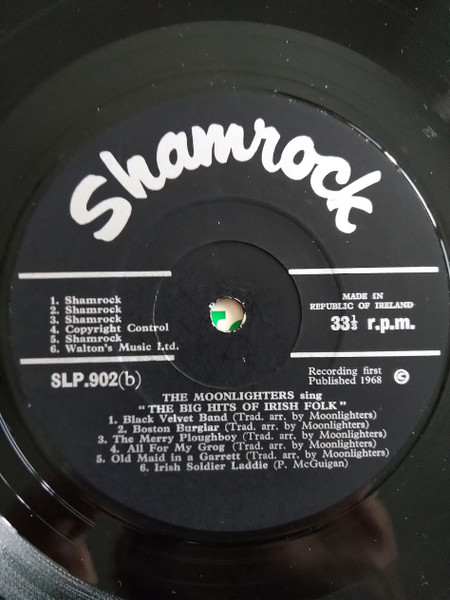 Shamrock
1. Shamrock
2. Shamrock
3. Shamrock
4. Copyright Control
5. Shamrock
6. Walton's Music Ltd.
MADE IN
REPUBLIC OF IRELAND
33⅓ r.p.m.
SLP.902(b)
Recording first
Published 1968 ©
THE MOONLIGHTERS sing
"THE BIG HITS OF IRISH FOLK"
1. Black Velvet Band (Trad. arr. by Moonlighters)
2. Boston Burglar (Trad. arr. by Moonlighters)
3. The Merry Ploughboy (Trad. arr. by Moonlighters)
4. All For My Grog (Trad. arr. by Moonlighters)
5. Old Maid in a Garrett (Trad. arr. by Moonlighters)
6. Irish Soldier Laddie (P. McGuigan)